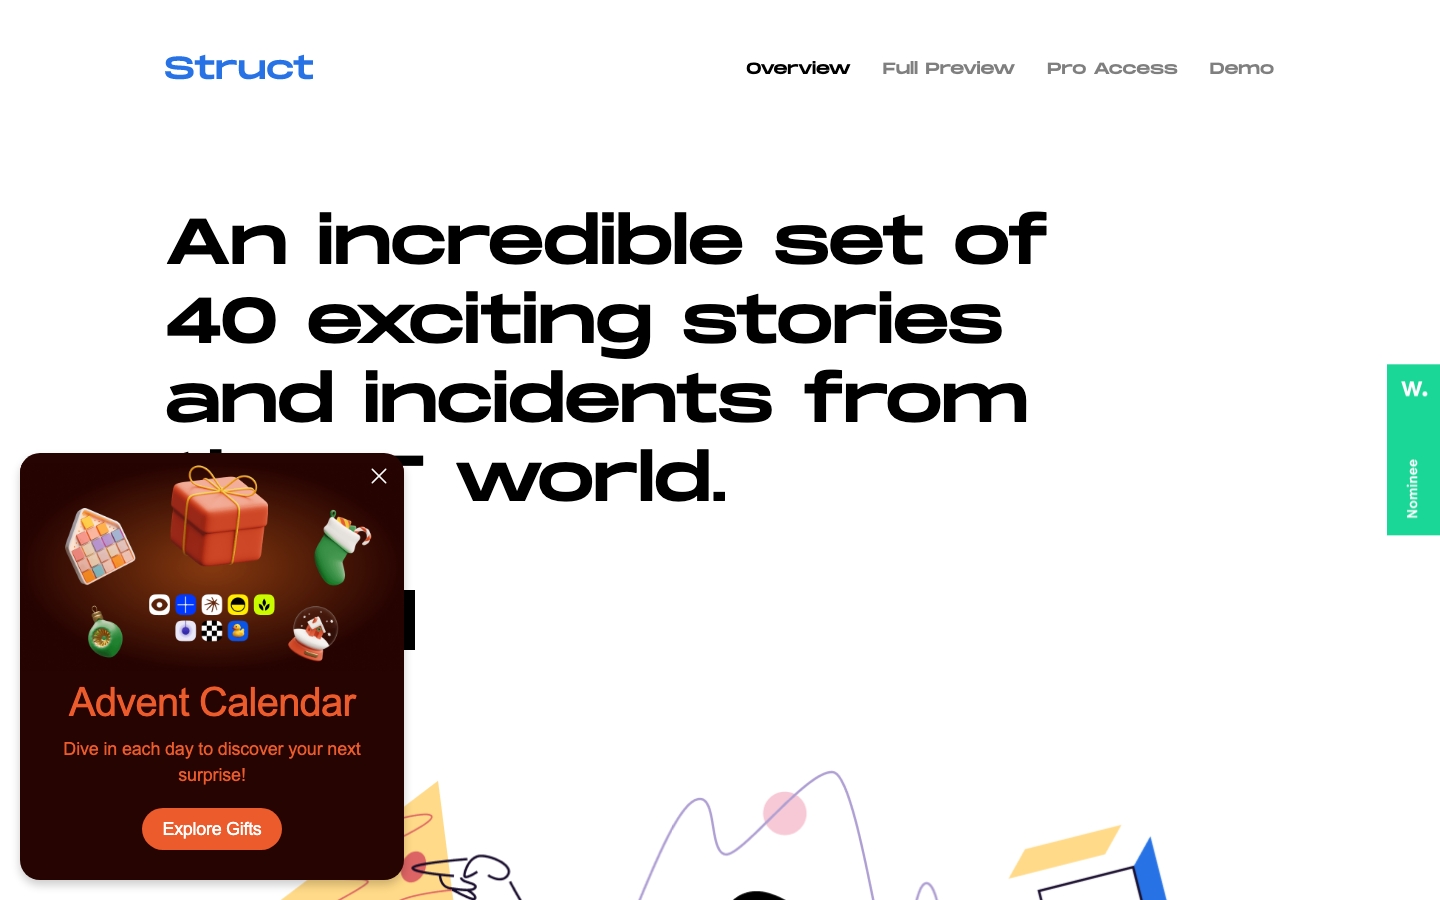 Struct
Overview Full Preview Pro Access Demo
An incredible set of
40 exciting stories
and incidents from
world.
W.
Nominee
Advent Calendar
Dive in each day to discover your next
surprise!
Explore Gifts